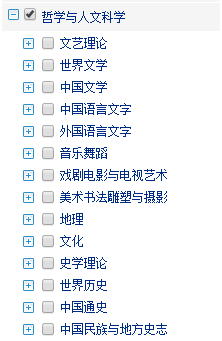 哲学与人文科学
文艺理论
世界文学
中国文学
中国语言文字
外国语言文字
音乐舞蹈
戏剧电影与电视艺术
美术书法雕塑与摄影
地理
文化
史学理论
世界历史
中国通史
中国民族与地方史志